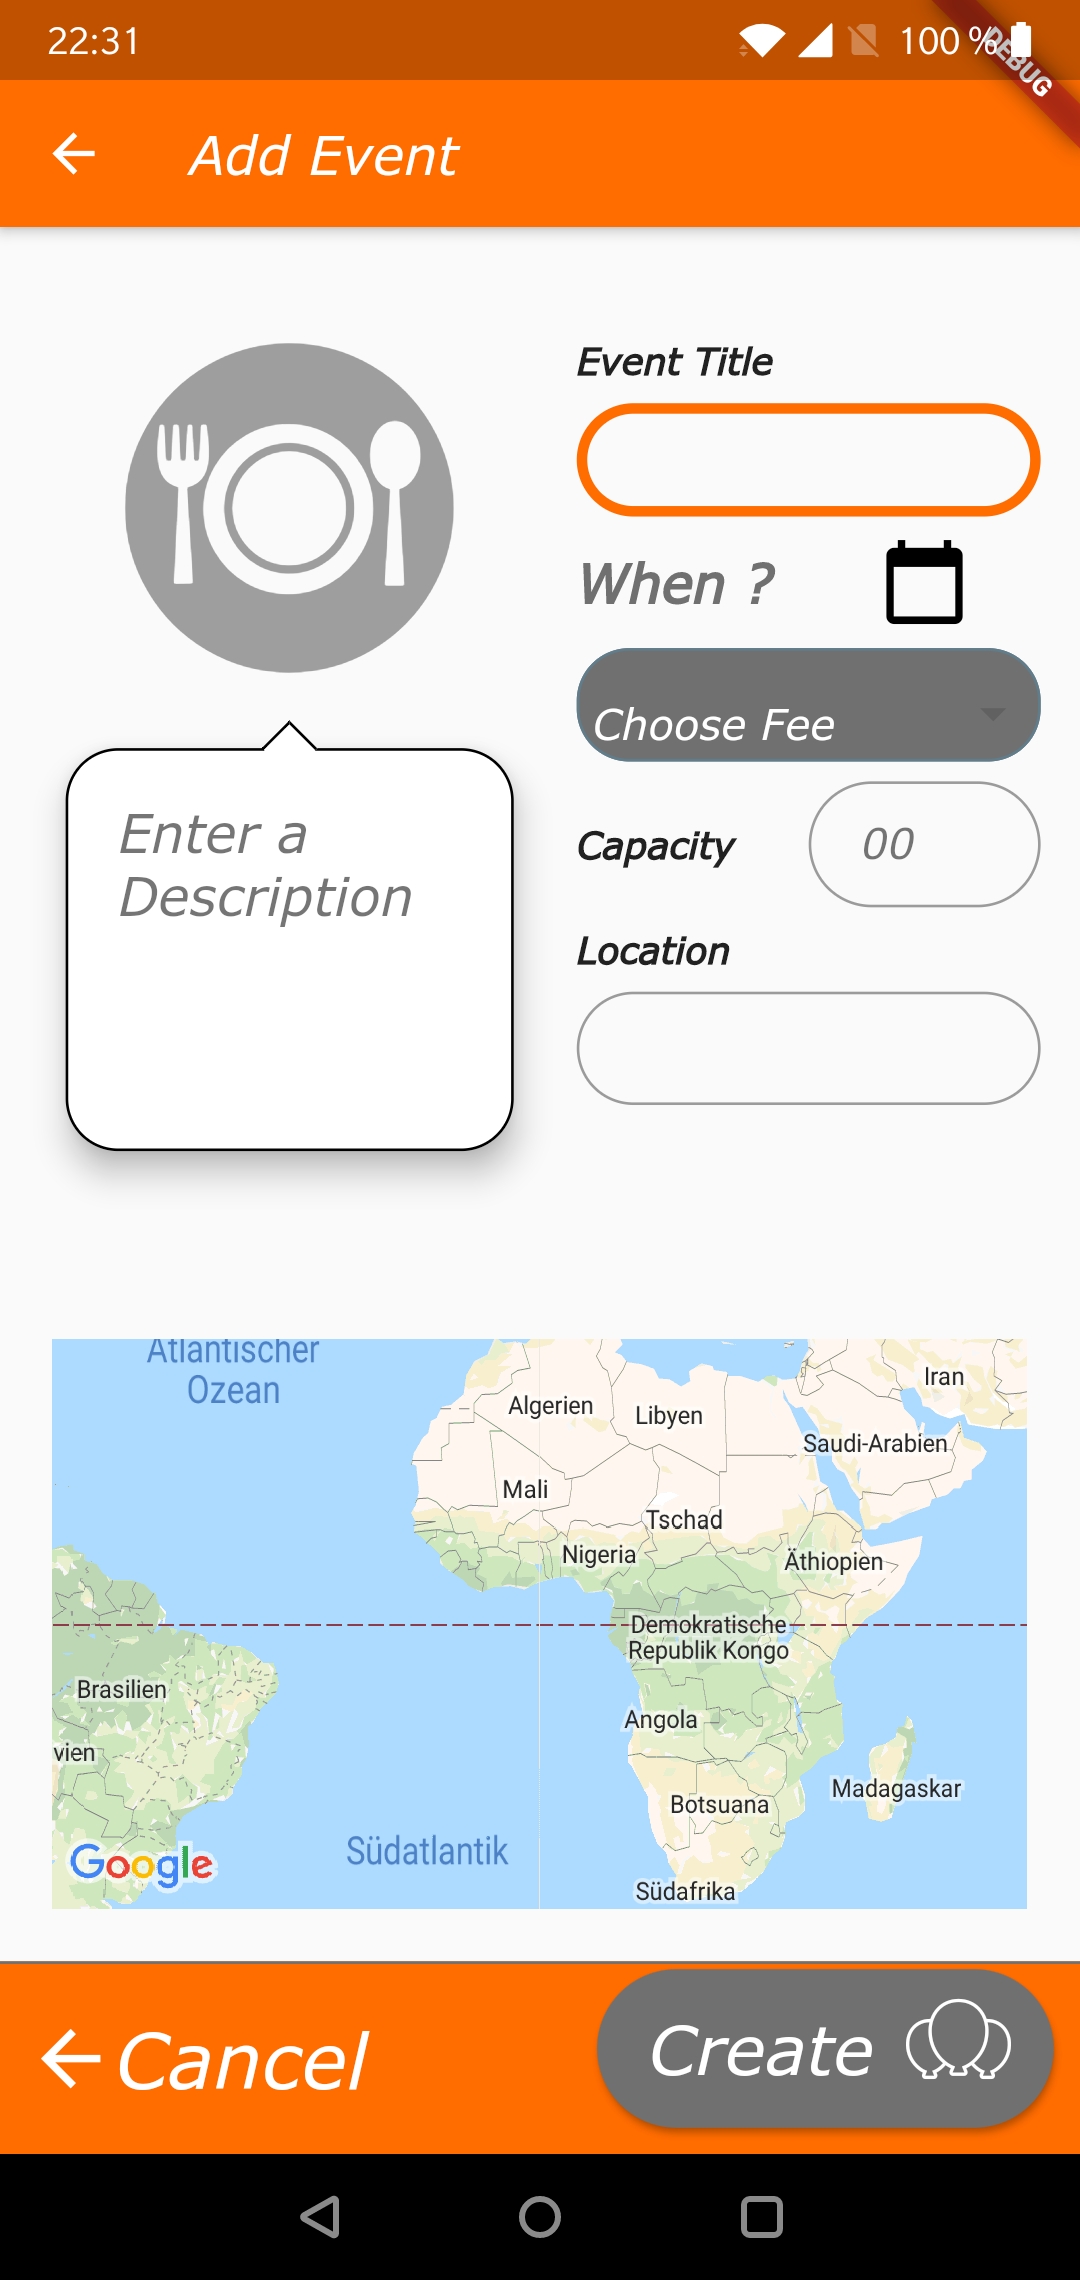 22:31
100 %
DEBUG
Add Event
Event Title
When ?
Choose Fee
Enter a
Description
Capacity
00
Location
Atlantischer
Ozean
Iran
Algerien
Libyen
Saudi-Arabien
Mali
Tschad
Nigeria
Äthiopien
Demokratische
Republik Kongo
Brasilien
Angola
vien
Madagaskar
Botsuana
Südatlantik
Google
Südafrika
Cancel
Create